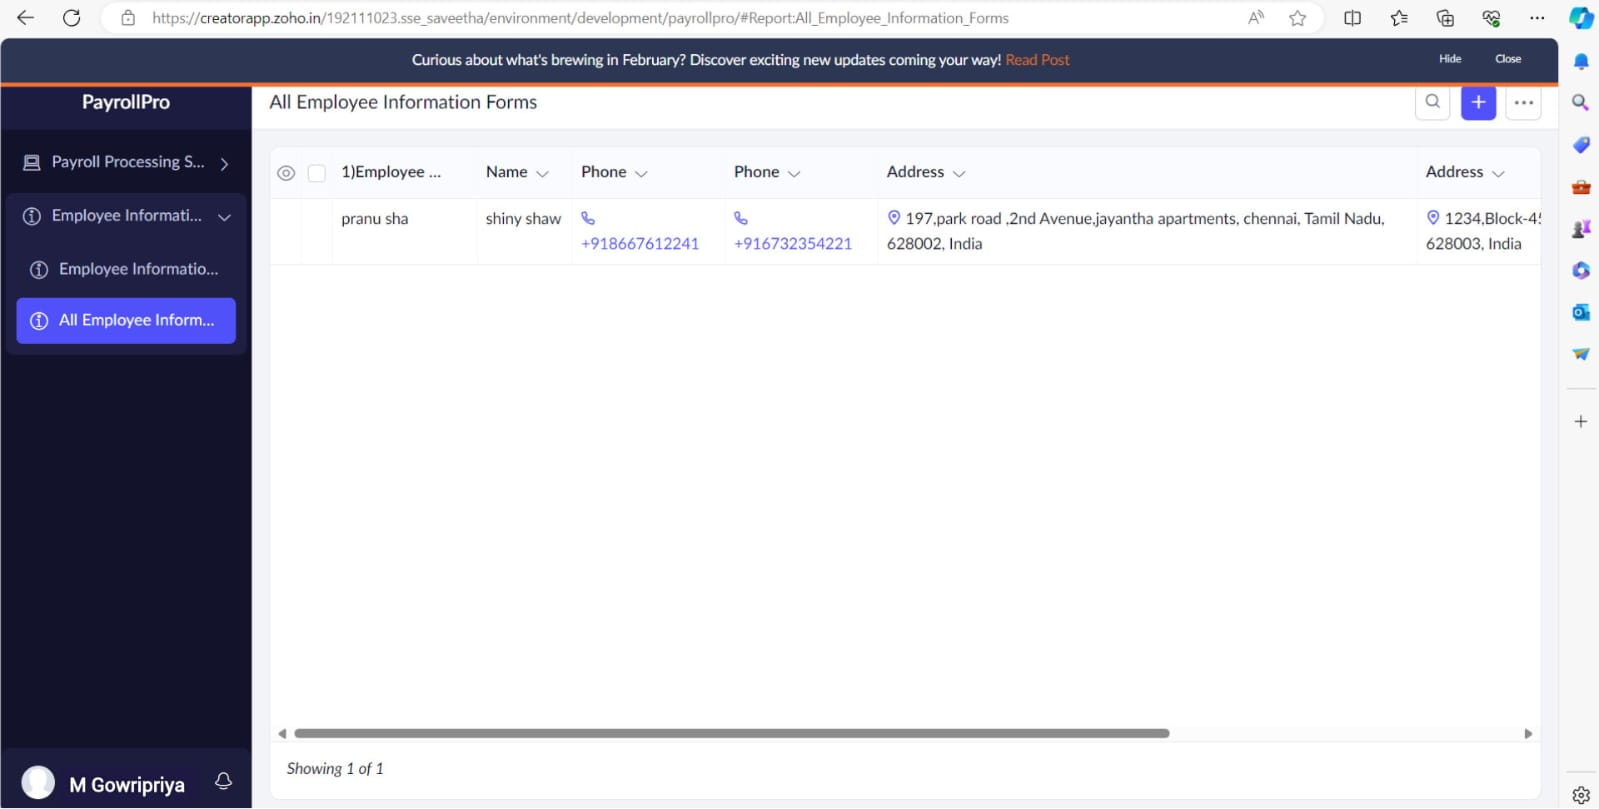 https://creatorapp.zoho.in/192111023.sse_saveetha/environment/development/payrollpro/#Report:All_Employee_Information_Forms
Curious about what's brewing in February? Discover exciting new updates coming your way! Read Post
Hide
Close
PayrollPro
All Employee Information Forms
Payroll Processing S...
Employee Informati...
Employee Informatio...
All Employee Inform...
1)Employee ...
Name
Phone
Phone
Address
Address
pranu sha
shiny shaw
+918667612241
+916732354221
197,park road ,2nd Avenue,jayantha apartments, chennai, Tamil Nadu,
628002, India
1234,Block-45
628003, India
Showing 1 of 1
M Gowripriya